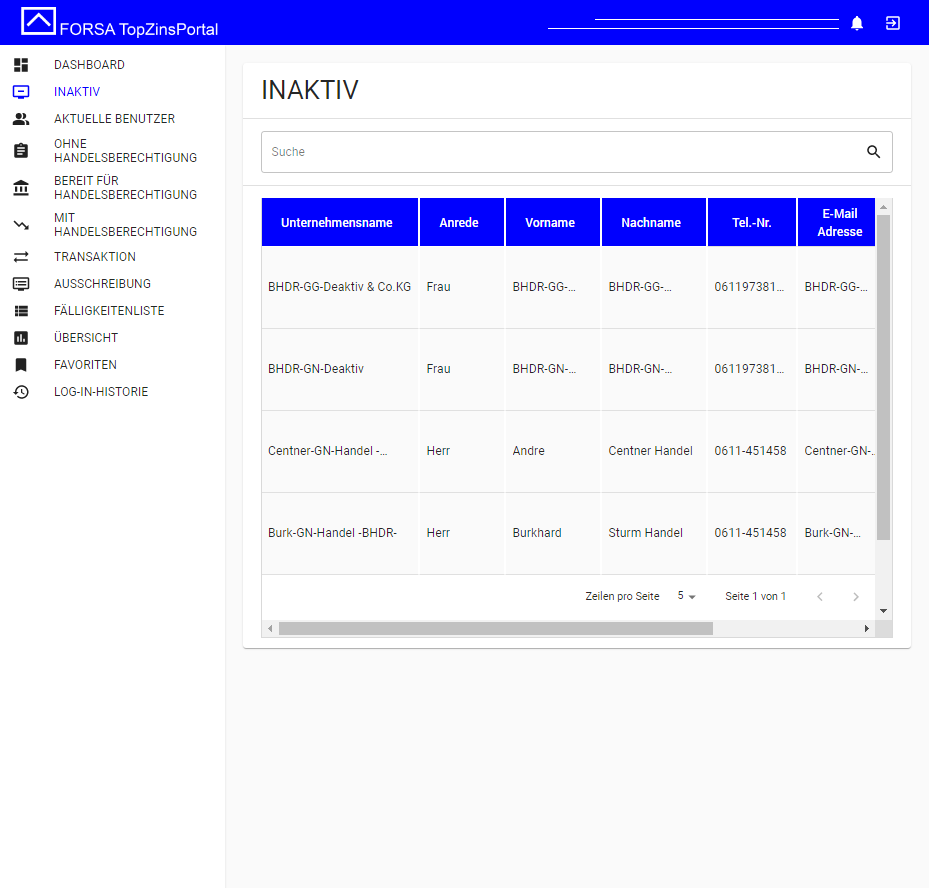 FORSA TopZinsPortal
DASHBOARD
INAKTIV
AKTUELLE BENUTZER
OHNE
HANDELSBERECHTIGUNG
BEREIT FÜR
HANDELSBERECHTIGUNG
MIT
HANDELSBERECHTIGUNG
TRANSAKTION
AUSSCHREIBUNG
FÄLLIGKEITENLISTE
ÜBERSICHT
FAVORITEN
LOG-IN-HISTORIE
INAKTIV
Suche
Unternehmensname Anrede Vorname Nachname Tel.-Nr. E-Mail Adresse
BHDR-GG-Deaktiv & Co.KG Frau BHDR-GG-... BHDR-GG-... 061197381... BHDR-GG-...
BHDR-GN-Deaktiv Frau BHDR-GN-... BHDR-GN-... 061197381... BHDR-GN-...
Centner-GN-Handel -... Herr Andre Centner Handel 0611-451458 Centner-GN-..
Burk-GN-Handel -BHDR- Herr Burkhard Sturm Handel 0611-451458 Burk-GN-...
Zeilen pro Seite 5 Seite 1 von 1